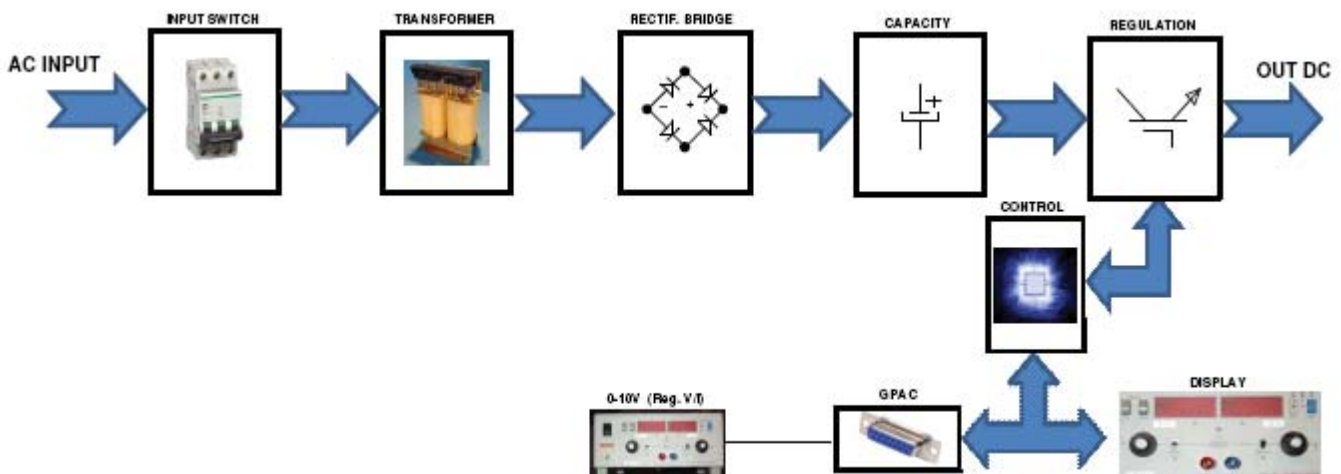 INPUT SWITCH
TRANSFORMER
RECTIF. BRIDGE
CAPACITY
REGULATION
AC INPUT
OUT DC
- +
+
CONTROL
0-10V (Reg. V/I)
GPAC
DISPLAY